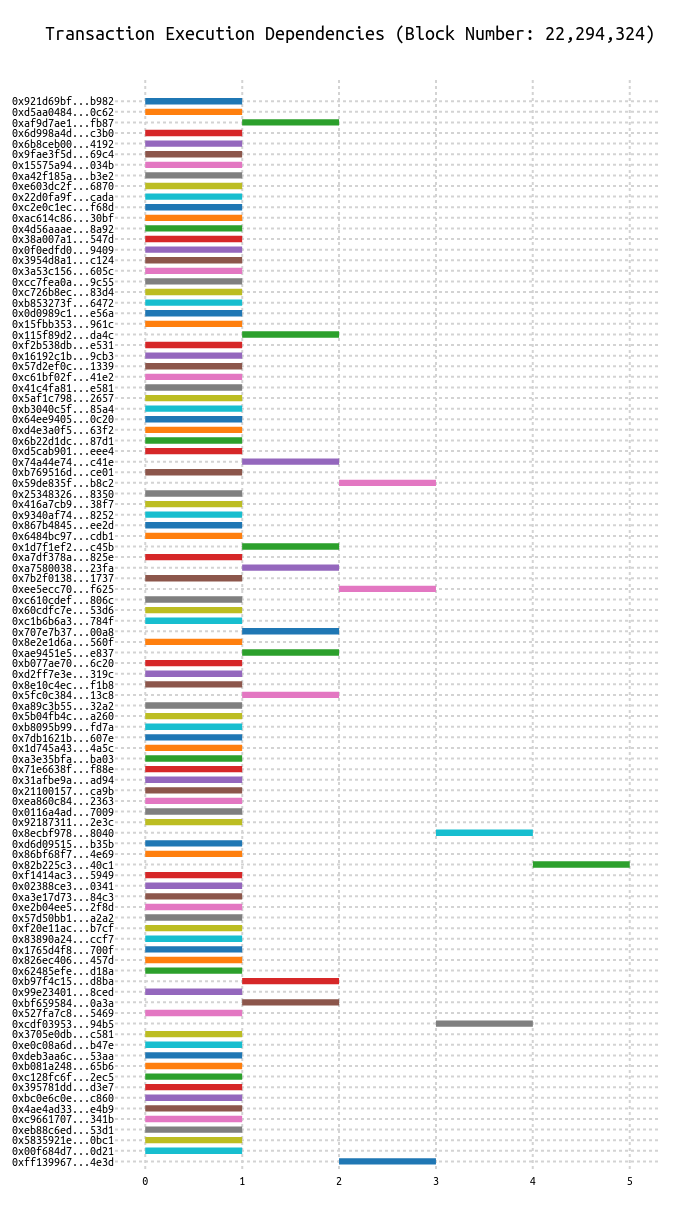 Transaction Execution Dependencies (Block Number: 22,294,324)
0x921d69bf...b982
0xd5aa0484...0c62
0xaf9d7ae1...fb87
0x6d998a4d...c3b0
0x6b8ceb00...4192
0x9fae3f5d...69c4
0x15575a94...034b
0xa42f185a...b3e2
0xe603dc2f...6870
0x22d0fa9f...cada
0xc2e0c1ec...f68d
0xac614c86...30bf
0x4d56aaae...8a92
0x38a007a1...547d
0x0f0edfd0...9409
0x3954d8a1...c124
0x3a53c156...605c
0xcc7fea0a...9c55
0xc726b8ec...83d4
0xb853273f...6472
0x0d0989c1...e56a
0x15fbb353...961c
0x115f89d2...da4c
0xf2b538db...e531
0x16192c1b...9cb3
0x57d2ef0c...1339
0xc61bf02f...41e2
0x41c4fa81...e581
0x5af1c798...2657
0xb3040c5f...85a4
0x64ee9405...0c20
0xd4e3a0f5...63f2
0x6b22d1dc...87d1
0xd5cab901...eee4
0x74a44e74...c41e
0xb769516d...ce01
0x59de835f...b8c2
0x25348326...8350
0x416a7cb9...38f7
0x9340af74...8252
0x867b4845...ee2d
0x6484bc97...cdb1
0x1d7f1ef2...c45b
0xa7df378a...825e
0xa7580038...23fa
0x7b2f0138...1737
0xee5ecc70...f625
0xc610cdef...806c
0x60cdfc7e...53d6
0xc1b6b6a3...784f
0x707e7b37...00a8
0x8e2e1d6a...560f
0xae9451e5...e837
0xb077ae70...6c20
0xd2ff7e3e...319c
0x8e10c4ec...f1b8
0x5fc0c384...13c8
0xa89c3b55...32a2
0x5b04fb4c...a260
0xb8095b99...fd7a
0x7db1621b...607e
0x1d745a43...4a5c
0xa3e35bfa...ba03
0x71e6638f...f88e
0x31afbe9a...ad94
0x21100157...ca9b
0xea860c84...2363
0x0116a4ad...7009
0x92187311...2e3c
0x8ecbf978...8040
0xd6d09515...b35b
0x86bf68f7...4e69
0x82b225c3...40c1
0xf1414ac3...5949
0x02388ce3...0341
0xa3e17d73...84c3
0xe2b04ee5...2f8d
0x57d50bb1...a2a2
0xf20e11ac...b7cf
0x83890a24...ccf7
0x1765d4f8...700f
0x826ec406...457d
0x62485efe...d18a
0xb97f4c15...d8ba
0x99e23401...8ced
0xbf659584...0a3a
0x527fa7c8...5469
0xcdf03953...94b5
0x3705e0db...c581
0xe0c08a6d...b47e
0xdeb3aa6c...53aa
0xb081a248...65b6
0xc128fc6f...2ec5
0x395781dd...d3e7
0xbc0e6c0e...c860
0x4ae4ad33...e4b9
0xc9661707...341b
0xeb88c6ed...53d1
0x5835921e...0bc1
0x00f684d7...0d21
0xff139967...4e3d
0 1 2 3 4 5